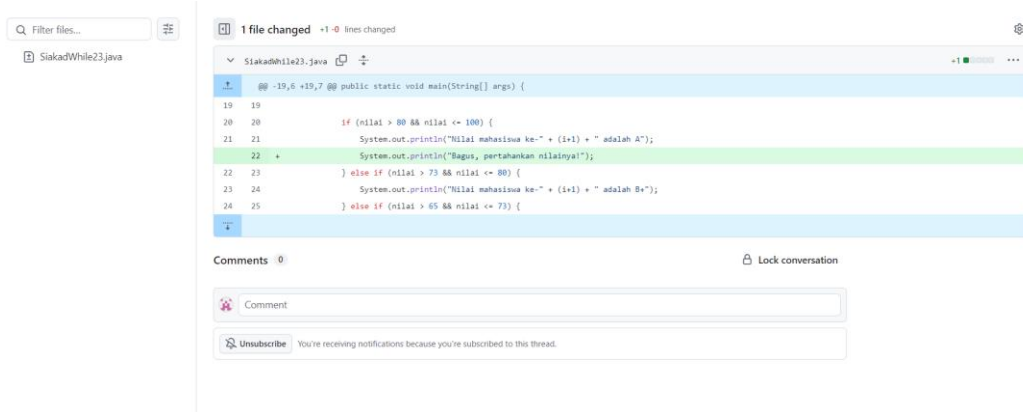 Filter files...
SiakadWhile23.java
1 file changed +1 -0 lines changed
SiakadWhile23.java
+1
@@ -19,6 +19,7 @@ public static void main(String[] args) {
19 19
20 20 if (nilai > 80 && nilai <= 100) {
21 21 System.out.println("Nilai mahasiswa ke-" + (i+1) + " adalah A");
22 + System.out.println("Bagus, pertahankan nilainya!");
22 23 } else if (nilai > 73 && nilai <= 80) {
23 24 System.out.println("Nilai mahasiswa ke-" + (i+1) + " adalah B+");
24 25 } else if (nilai > 65 && nilai <= 73) {
Comments 0
Lock conversation
Comment
Unsubscribe You're receiving notifications because you're subscribed to this thread.